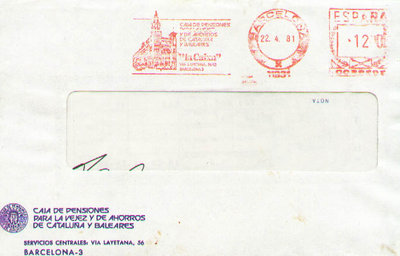 CAJA DE PENSIONES
Y DE AHORROS
DE CATALUÑA
Y BALEARES
"la Caixa"
BARCELONA
22. 4. 81
ESPAÑA
12
NOTA
CAJA DE PENSIONES
PARA LA VEJEZ Y DE AHORROS
DE CATALUÑA Y BALEARES
SERVICIOS CENTRALES: VIA LAYETANA, 56
BARCELONA-3